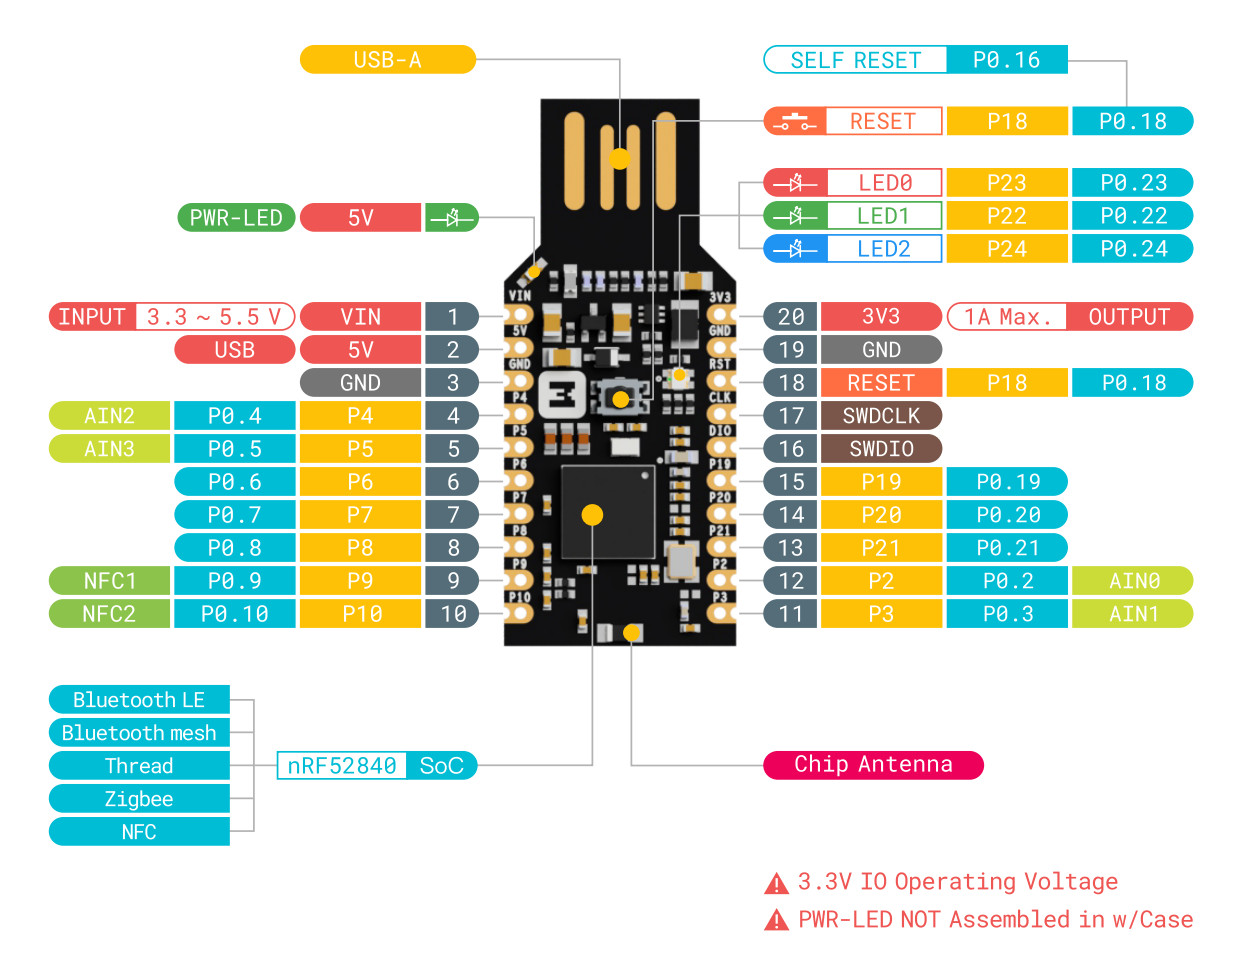 USB-A
SELF RESET P0.16
RESET P18 P0.18
LED0 P23 P0.23
PWR-LED 5V
LED1 P22 P0.22
LED2 P24 P0.24
INPUT 3.3 ~ 5.5 V VIN 1
VIN
3V3
20 3V3 1A Max. OUTPUT
USB 5V 2
5V
GND
19 GND
GND 3
GND
RST
18 RESET P18 P0.18
AIN2 P0.4 P4 4
P4
CLK
17 SWDCLK
AIN3 P0.5 P5 5
P5
DIO
16 SWDIO
P0.6 P6 6
P6
P19
15 P19 P0.19
P0.7 P7 7
P7
P20
14 P20 P0.20
P0.8 P8 8
P8
P21
13 P21 P0.21
NFC1 P0.9 P9 9
P9
P2
12 P2 P0.2 AIN0
NFC2 P0.10 P10 10
P10
P3
11 P3 P0.3 AIN1
Bluetooth LE
Bluetooth mesh
Thread
nRF52840 SoC
Zigbee
NFC
Chip Antenna
3.3V IO Operating Voltage
PWR-LED NOT Assembled in w/Case